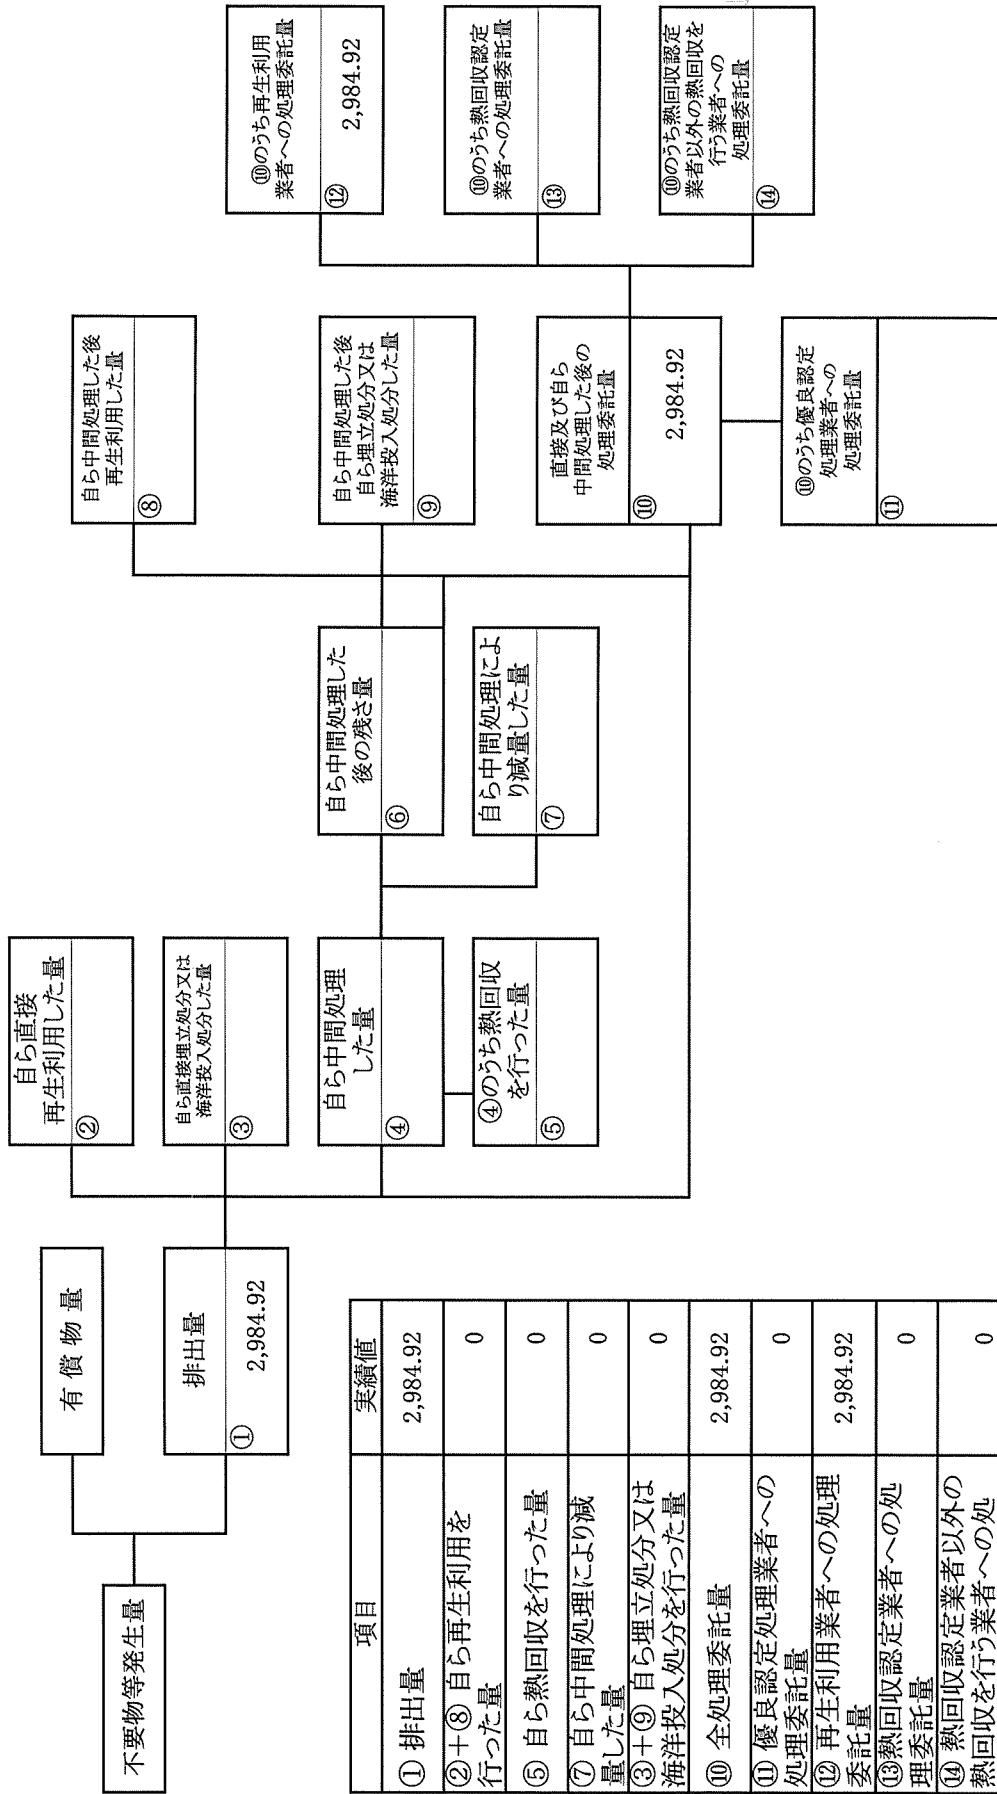 不要物等発生量
有償物量
排出量
①
2,984.92
自ら直接
再生利用した量
②
自ら直接埋立処分又は
海洋投入処分した量
③
自ら中間処理
した量
④
④のうち熱回収
を行った量
⑤
自ら中間処理した
後の残さ量
⑥
自ら中間処理によ
り減量した量
⑦
自ら中間処理した後
再生利用した量
⑧
自ら中間処理した後
自ら埋立処分又は
海洋投入処分した量
⑨
直接及び自ら
中間処理した後の
処理委託量
⑩
2,984.92
⑩のうち優良認定
処理業者への
処理委託量
⑪
⑩のうち再生利用
業者への処理委託量
⑫
2,984.92
⑩のうち熱回収認定
業者への処理委託量
⑬
⑩のうち熱回収認定
業者以外の熱回収を
行う業者への
処理委託量
⑭
項目 実績値
①排出量 2,984.92
②+⑧ 自ら再生利用を
行った量 0
⑤ 自ら熱回収を行った量 0
⑦ 自ら中間処理により減
量した量 0
③+⑨ 自ら埋立処分又は
海洋投入処分を行った量 0
⑩ 全処理委託量 2,984.92
⑪ 優良認定処理業者への
処理委託量 0
⑫ 再生利用業者への処理
委託量 2,984.92
⑬熱回収認定業者への処
理委託量 0
⑭ 熱回収認定業者以外の
熱回収を行う業者への処 0